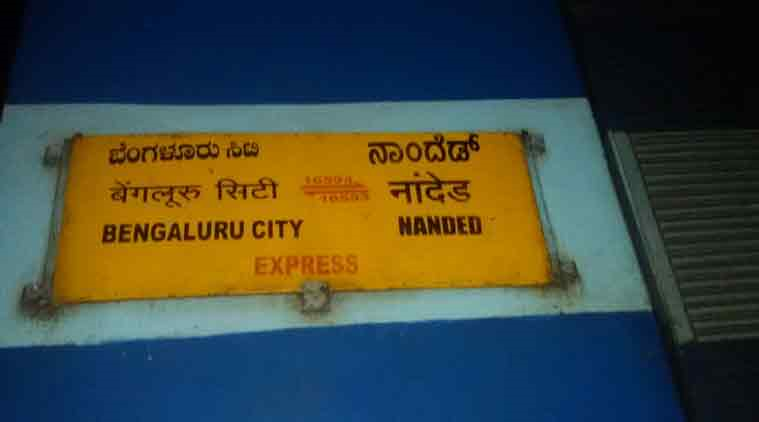 ಬೆಂಗಳೂರು ಸಿಟಿ ನಾಂದೆಡ್
बेंगलूरु सिटी 16594 नांदेड
16593
BENGALURU CITY NANDED
EXPRESS